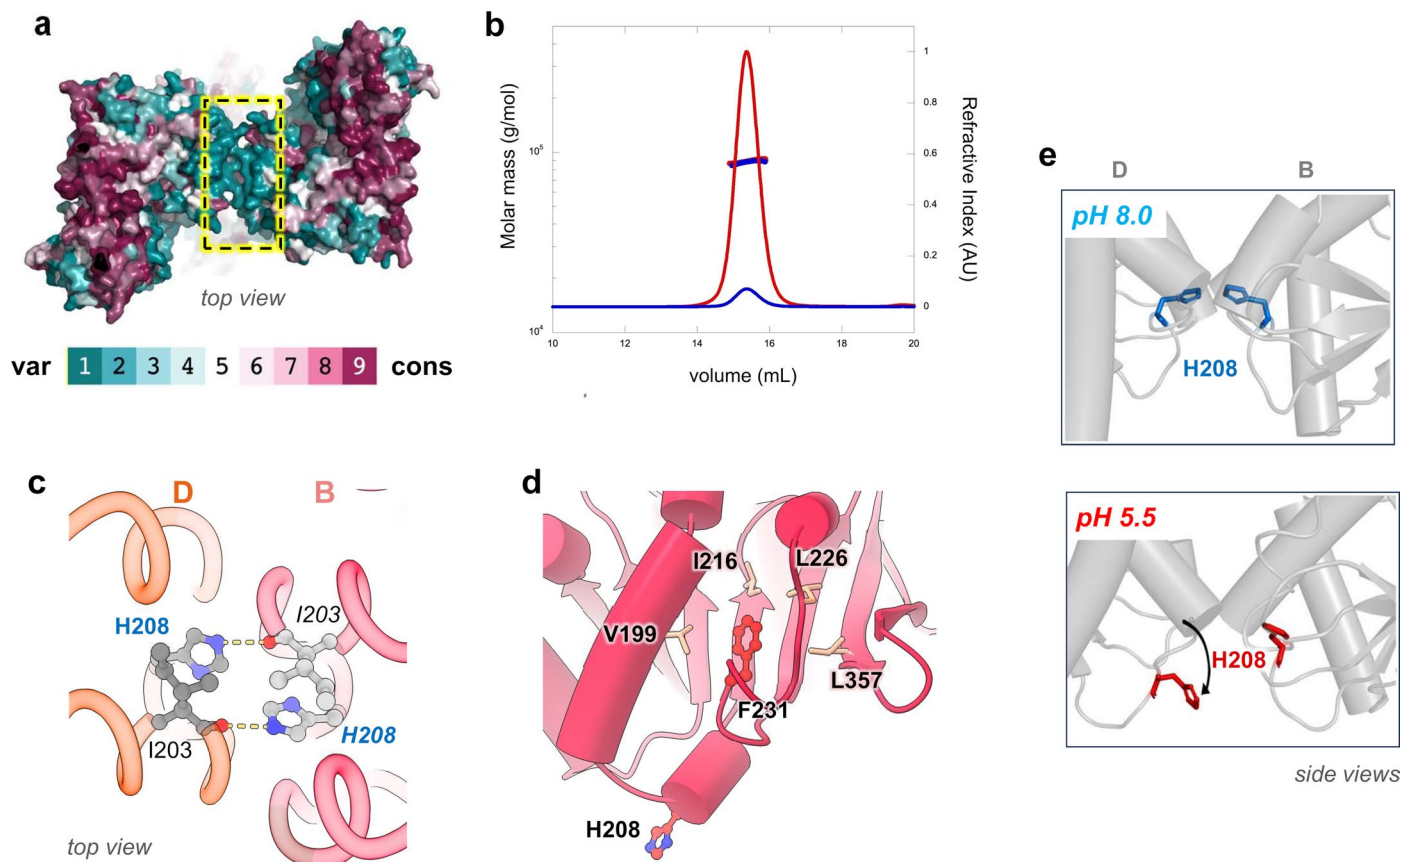 a
top view
var 1 2 3 4 5 6 7 8 9 cons
b
Molar mass (g/mol)
10⁵
10⁴
1
0.8
0.6
0.4
0.2
0
Refractive Index (AU)
10 12 14 16 18 20
volume (mL)
c
D B
H208
I203
I203
H208
top view
d
I216
L226
V199
L357
F231
H208
e
D B
pH 8.0
H208
pH 5.5
H208
side views